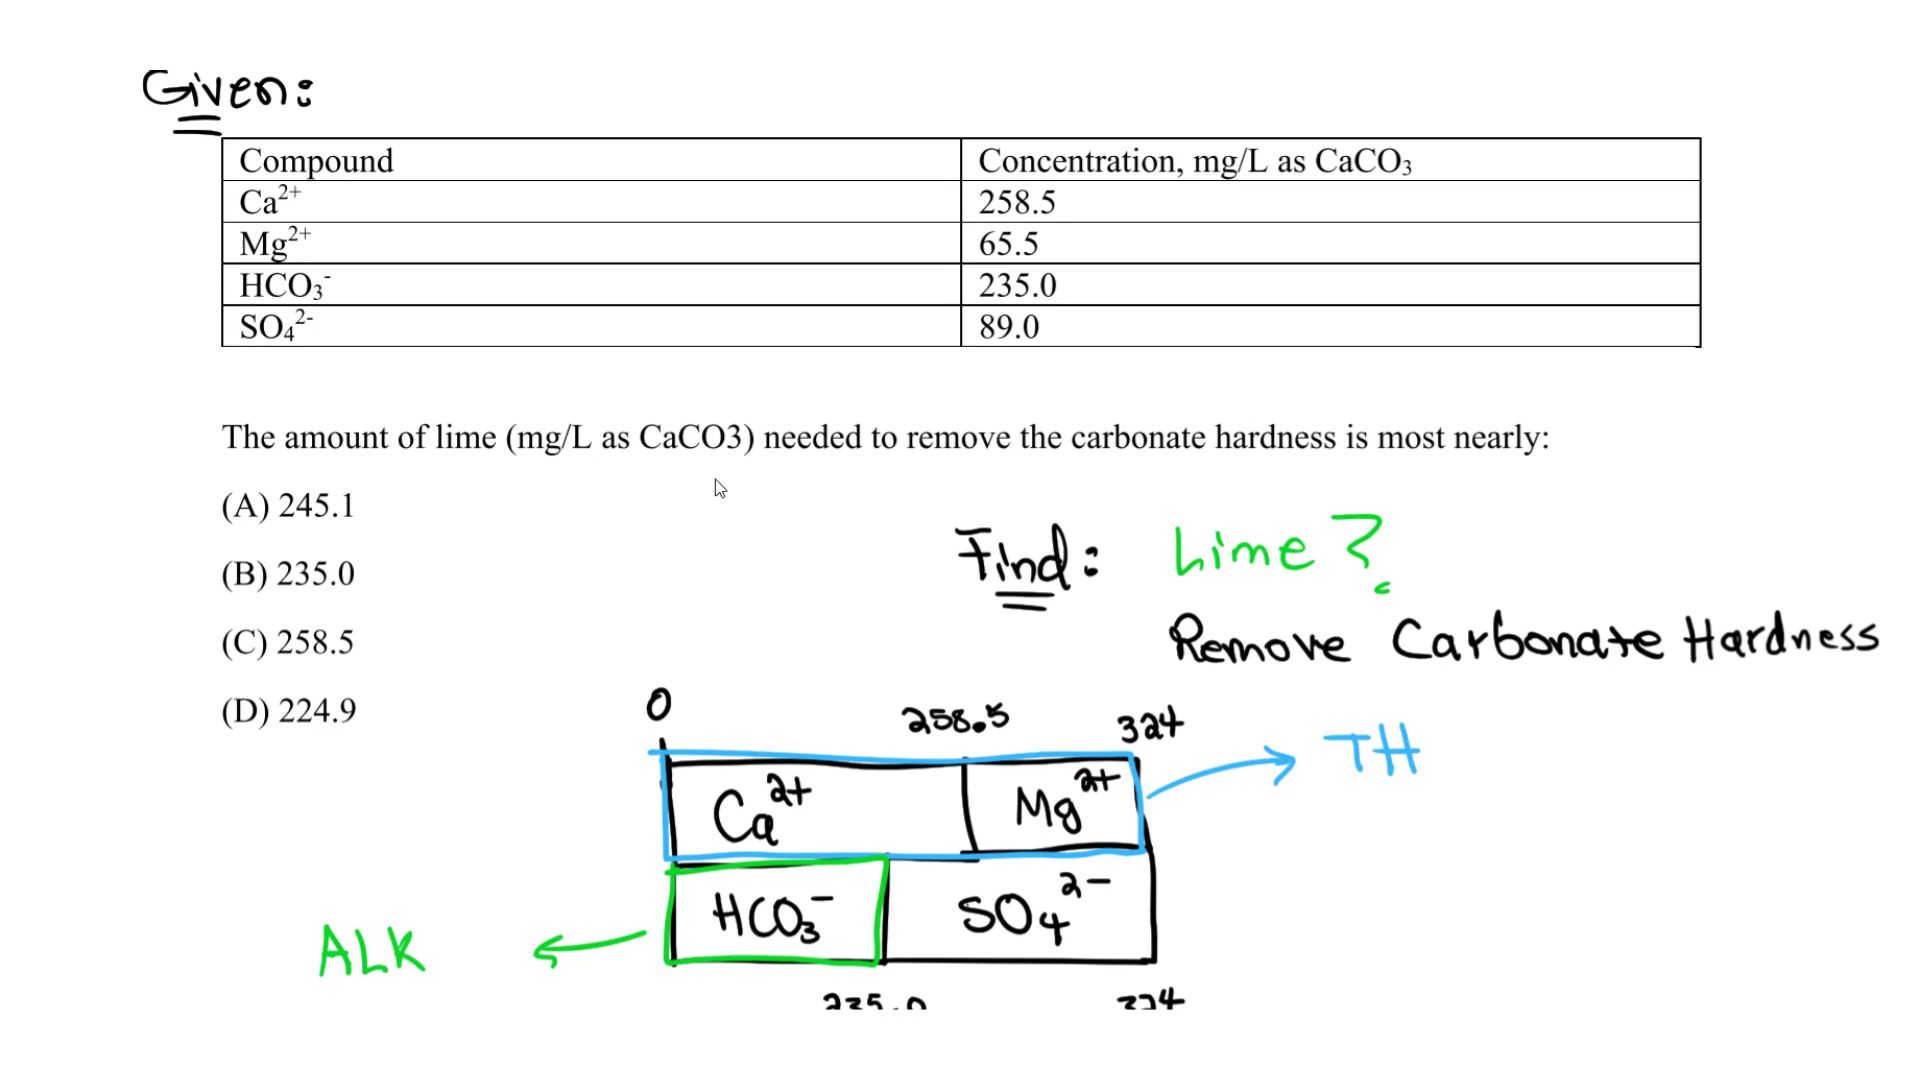 Given:
Compound Concentration, mg/L as CaCO₃
Ca²⁺ 258.5
Mg²⁺ 65.5
HCO₃⁻ 235.0
SO₄²⁻ 89.0
The amount of lime (mg/L as CaCO3) needed to remove the carbonate hardness is most nearly:
(A) 245.1
(B) 235.0
(C) 258.5
(D) 224.9
Find: Lime?
Remove Carbonate Hardness
0 258.5 324
TH
Ca²⁺ Mg²⁺
HCO₃⁻ SO₄²⁻
ALK
235.0 324